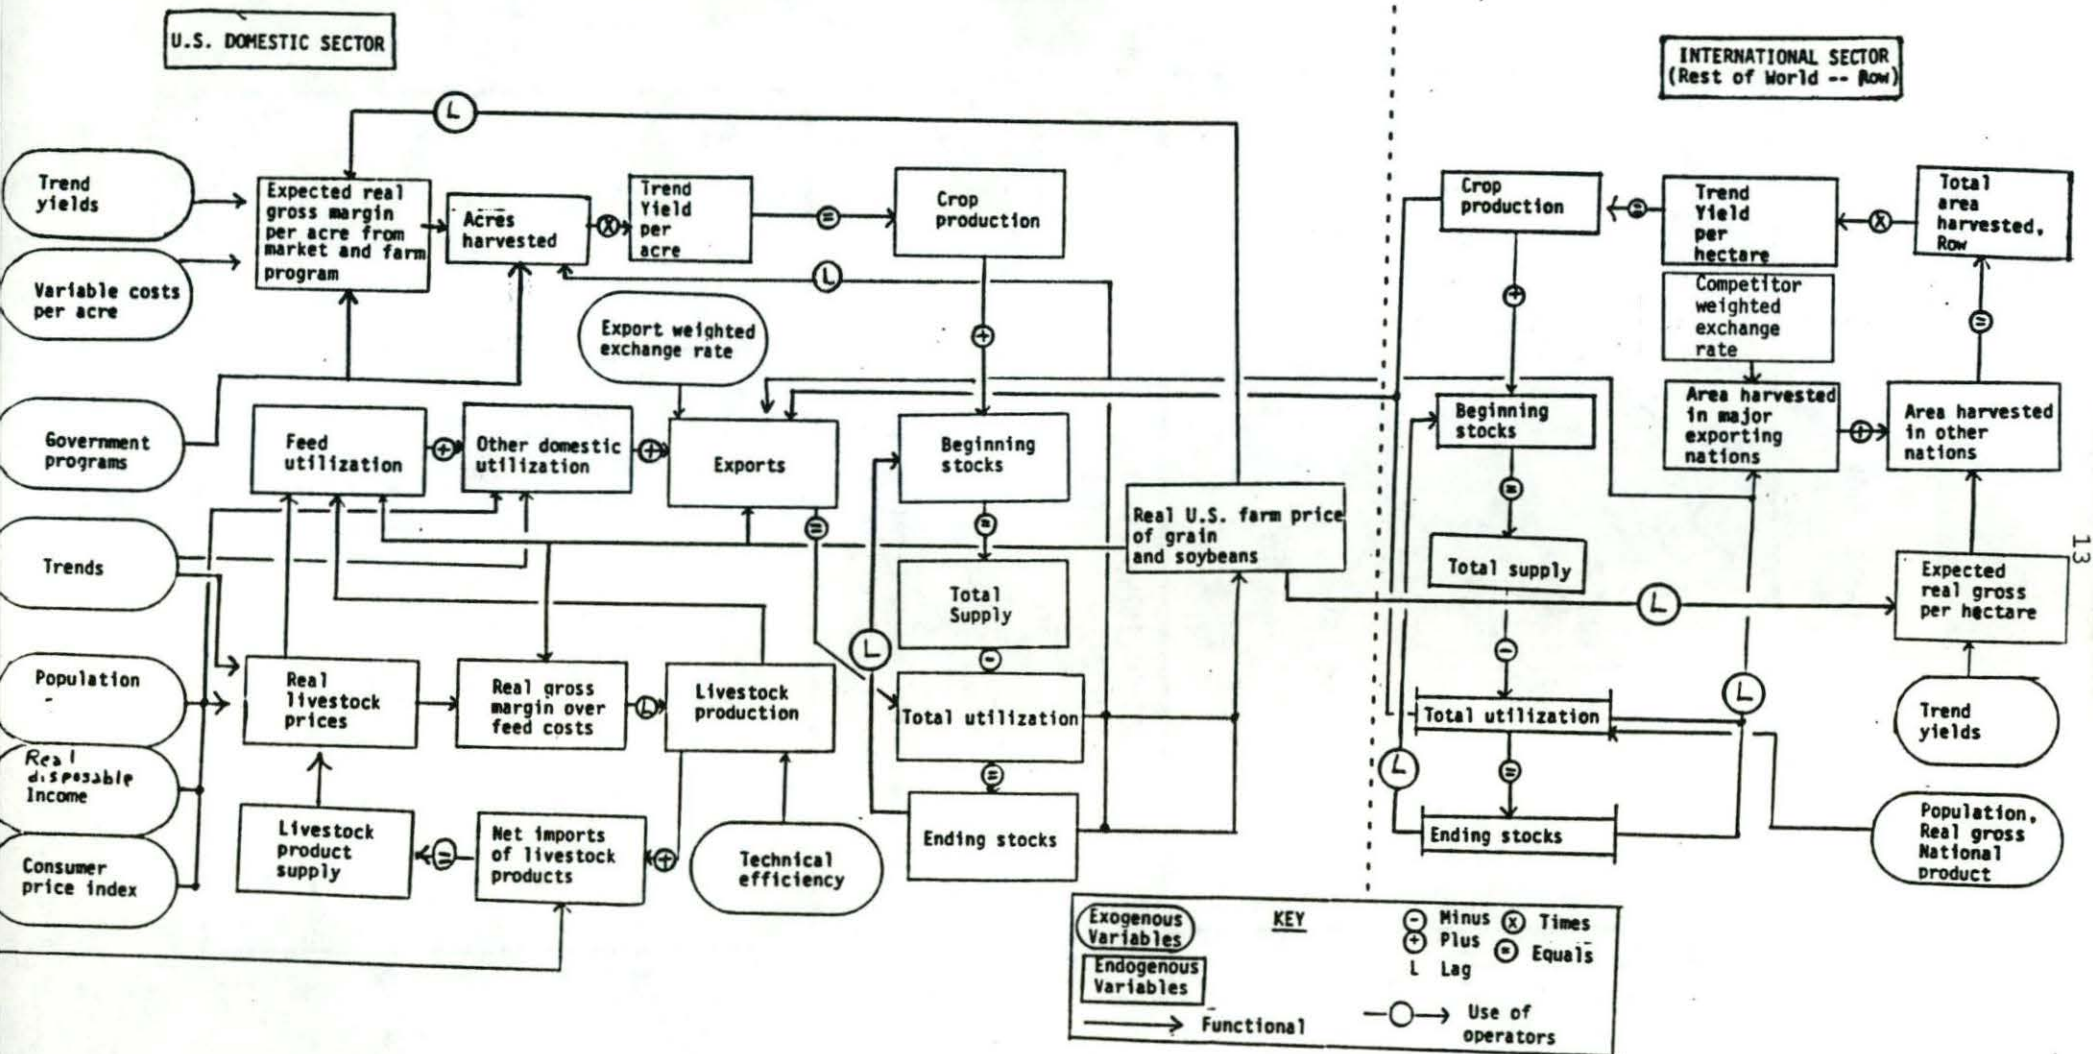 U.S. DOMESTIC SECTOR
INTERNATIONAL SECTOR
(Rest of World -- Row)
L
Trend
yields
Variable costs
per acre
Government
programs
Trends
Population
Real
disposable
Income
Consumer
price index
Expected real
gross margin
per acre from
market and farm
program
Acres
harvested
X
Trend
Yield
per
acre
=
Crop
production
L
Export weighted
exchange rate
+
Feed
utilization
+
Other domestic
utilization
+
Exports
=
Beginning
stocks
=
Total
Supply
-
L
Total utilization
=
Ending stocks
Real U.S. farm price
of grain
and soybeans
Real
livestock
prices
Real gross
margin over
feed costs
L
Livestock
production
Livestock
product
supply
=
Net imports
of livestock
products
+
Technical
efficiency
Crop
production
=
Trend
Yield
per
hectare
X
Total
area
harvested,
Row
Competitor
weighted
exchange
rate
+
=
Beginning
stocks
Area harvested
in major
exporting
nations
+
Area harvested
in other
nations
=
Total supply
L
Expected
real gross
per hectare
-
L
Total utilization
Trend
yields
L
=
Ending stocks
Population,
Real gross
National
product
13
Exogenous
Variables
KEY
- Minus X Times
+ Plus = Equals
L Lag
Endogenous
Variables
Functional
Use of
operators